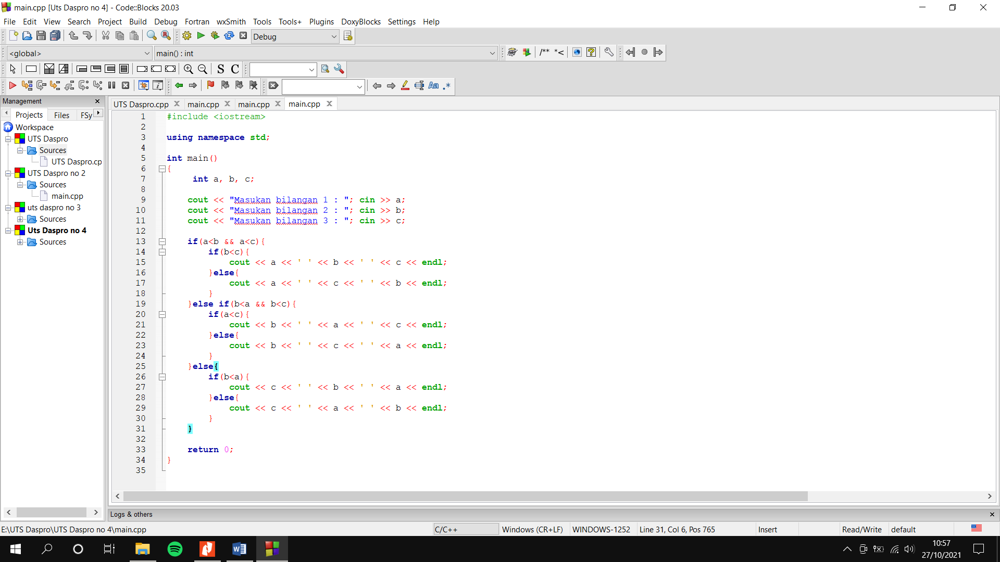 main.cpp [Uts Daspro no 4] - Code::Blocks 20.03
File Edit View Search Project Build Debug Fortran wxSmith Tools Tools+ Plugins DoxyBlocks Settings Help
Debug
<global> main() : int
/** *<
S C
Aa .*
Management
UTS Daspro.cpp main.cpp main.cpp main.cpp
Projects Files FSy
Workspace
UTS Daspro
Sources
UTS Daspro.cp
UTS Daspro no 2
Sources
main.cpp
uts daspro no 3
Sources
Uts Daspro no 4
Sources
1 #include <iostream>
2
3 using namespace std;
4
5 int main()
6 {
7 int a, b, c;
8
9 cout << "Masukan bilangan 1 : "; cin >> a;
10 cout << "Masukan bilangan 2 : "; cin >> b;
11 cout << "Masukan bilangan 3 : "; cin >> c;
12
13 if(a<b && a<c){
14 if(b<c){
15 cout << a << ' ' << b << ' ' << c << endl;
16 }else{
17 cout << a << ' ' << c << ' ' << b << endl;
18 }
19 }else if(b<a && b<c){
20 if(a<c){
21 cout << b << ' ' << a << ' ' << c << endl;
22 }else{
23 cout << b << ' ' << c << ' ' << a << endl;
24 }
25 }else{
26 if(b<a){
27 cout << c << ' ' << b << ' ' << a << endl;
28 }else{
29 cout << c << ' ' << a << ' ' << b << endl;
30 }
31 }
32
33 return 0;
34 }
35
Logs & others
E:\UTS Daspro\UTS Daspro no 4\main.cpp C/C++ Windows (CR+LF) WINDOWS-1252 Line 31, Col 6, Pos 765 Insert Read/Write default
10:57
27/10/2021